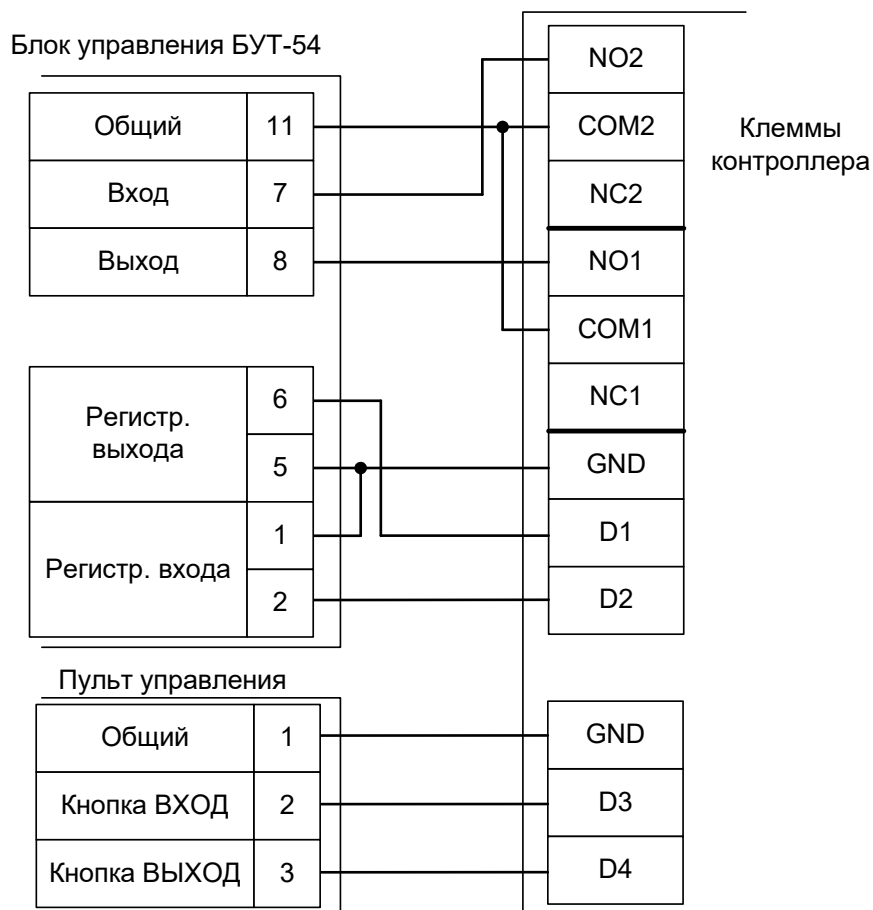 Блок управления БУТ-54
Общий 11
Вход 7
Выход 8
Регистр.
выхода
6
5
Регистр. входа
1
2
Пульт управления
Общий 1
Кнопка ВХОД 2
Кнопка ВЫХОД 3
NO2
COM2
NC2
NO1
COM1
NC1
GND
D1
D2
GND
D3
D4
Клеммы
контроллера